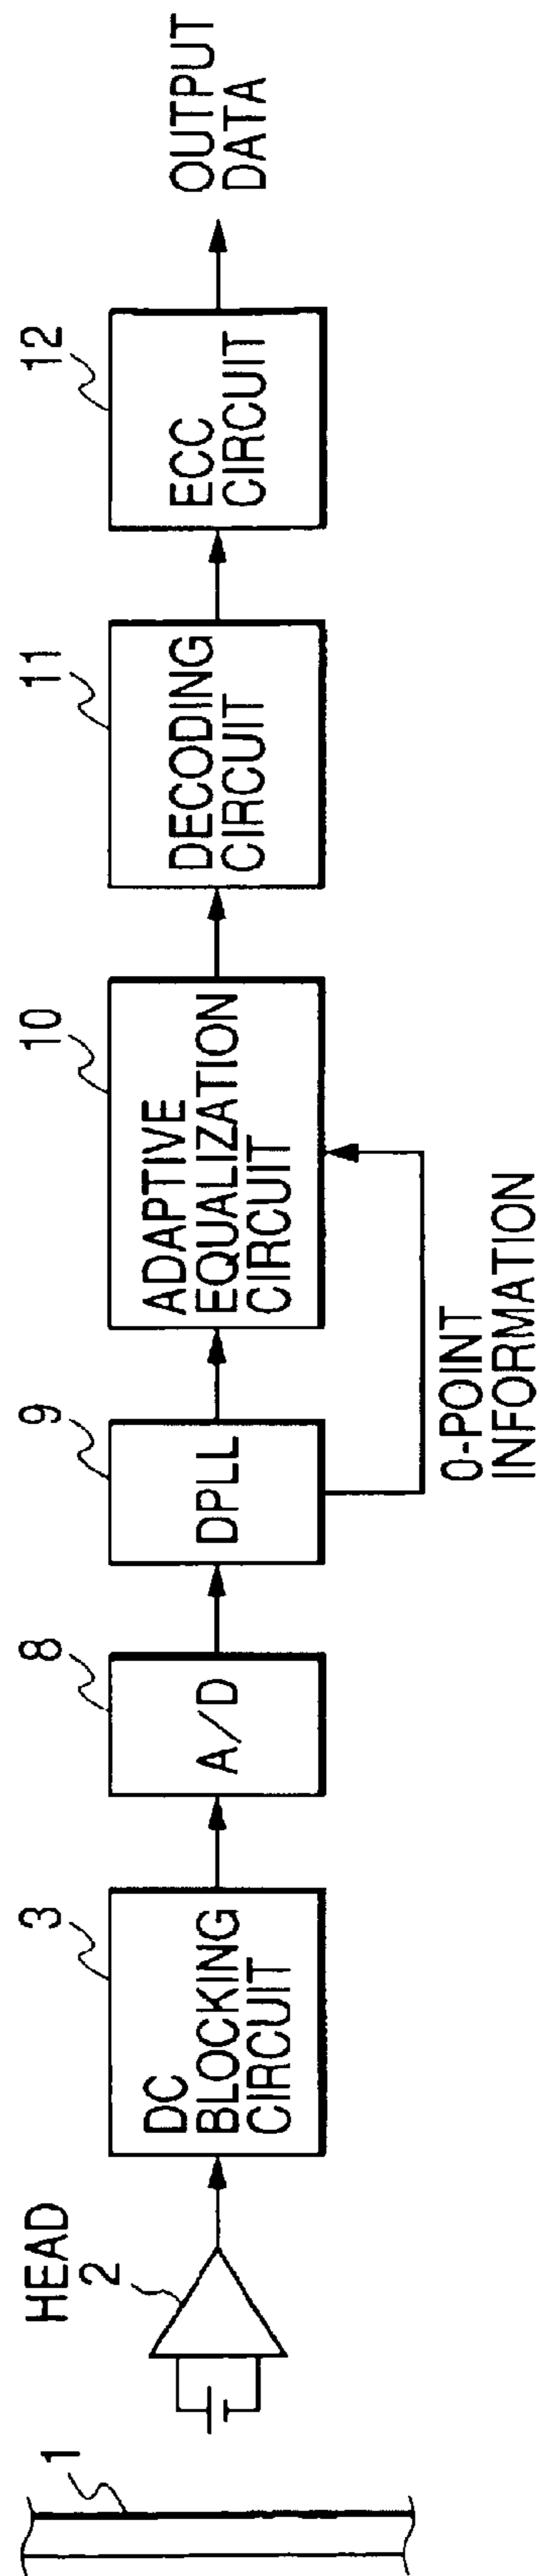 1
HEAD
2
3
DC
BLOCKING
CIRCUIT
8
A/D
9
DPLL
0-POINT
INFORMATION
10
ADAPTIVE
EQUALIZATION
CIRCUIT
11
DECODING
CIRCUIT
12
ECC
CIRCUIT
OUTPUT
DATA